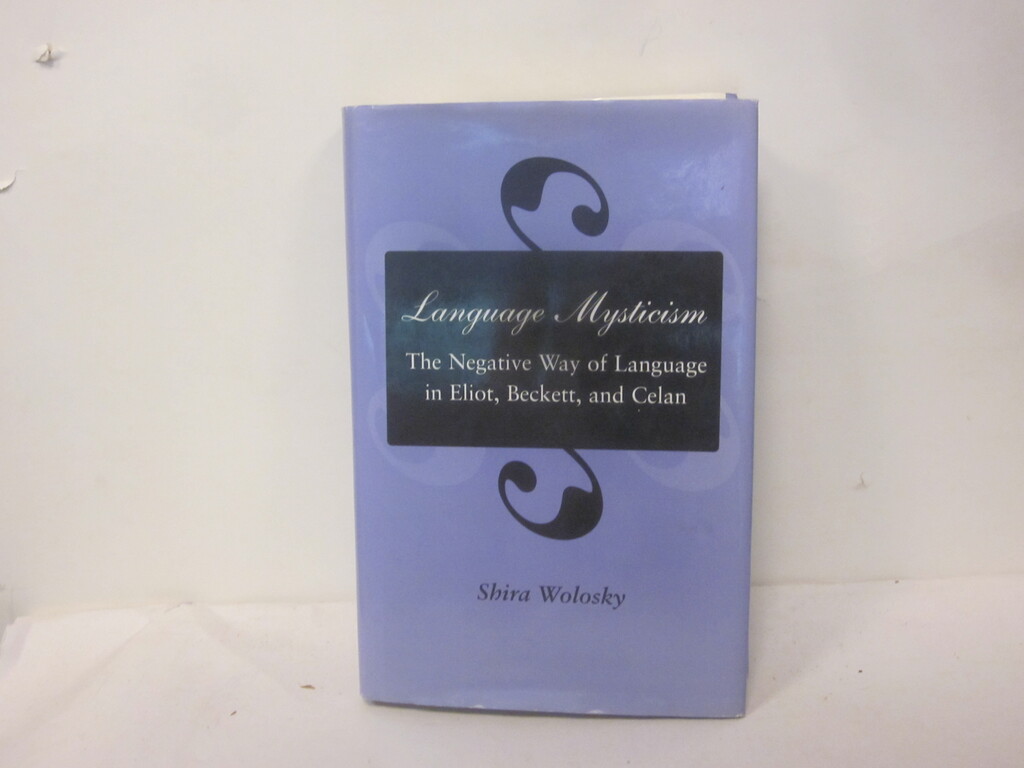 Language Mysticism
The Negative Way of Language
in Eliot, Beckett, and Celan
Shira Wolosky